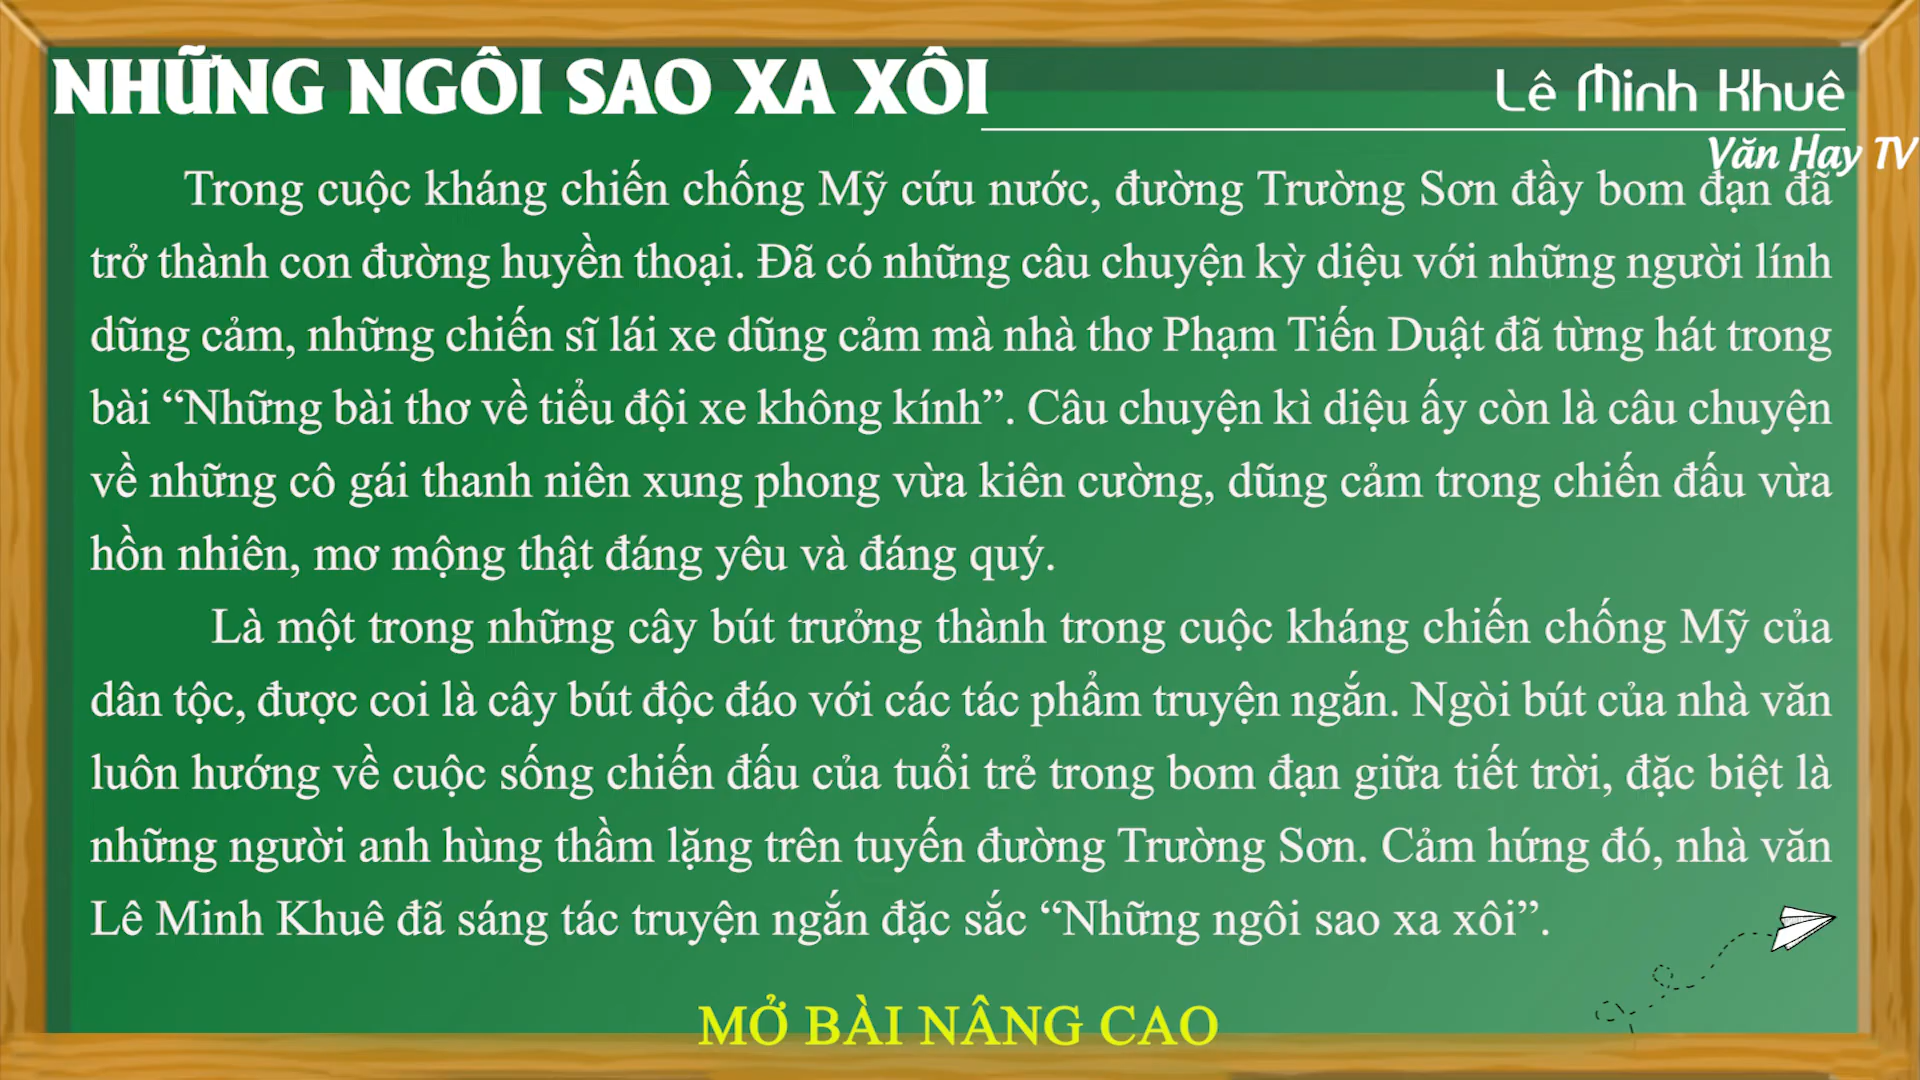 NHỮNG NGÔI SAO XA XÔI
Lê Minh Khuê
Văn Hay TV
Trong cuộc kháng chiến chống Mỹ cứu nước, đường Trường Sơn đầy bom đạn đã
trở thành con đường huyền thoại. Đã có những câu chuyện kỳ diệu với những người lính
dũng cảm, những chiến sĩ lái xe dũng cảm mà nhà thơ Phạm Tiến Duật đã từng hát trong
bài “Những bài thơ về tiểu đội xe không kính”. Câu chuyện kì diệu ấy còn là câu chuyện
về những cô gái thanh niên xung phong vừa kiên cường, dũng cảm trong chiến đấu vừa
hồn nhiên, mơ mộng thật đáng yêu và đáng quý.
Là một trong những cây bút trưởng thành trong cuộc kháng chiến chống Mỹ của
dân tộc, được coi là cây bút độc đáo với các tác phẩm truyện ngắn. Ngòi bút của nhà văn
luôn hướng về cuộc sống chiến đấu của tuổi trẻ trong bom đạn giữa tiết trời, đặc biệt là
những người anh hùng thầm lặng trên tuyến đường Trường Sơn. Cảm hứng đó, nhà văn
Lê Minh Khuê đã sáng tác truyện ngắn đặc sắc “Những ngôi sao xa xôi”.
MỞ BÀI NÂNG CAO